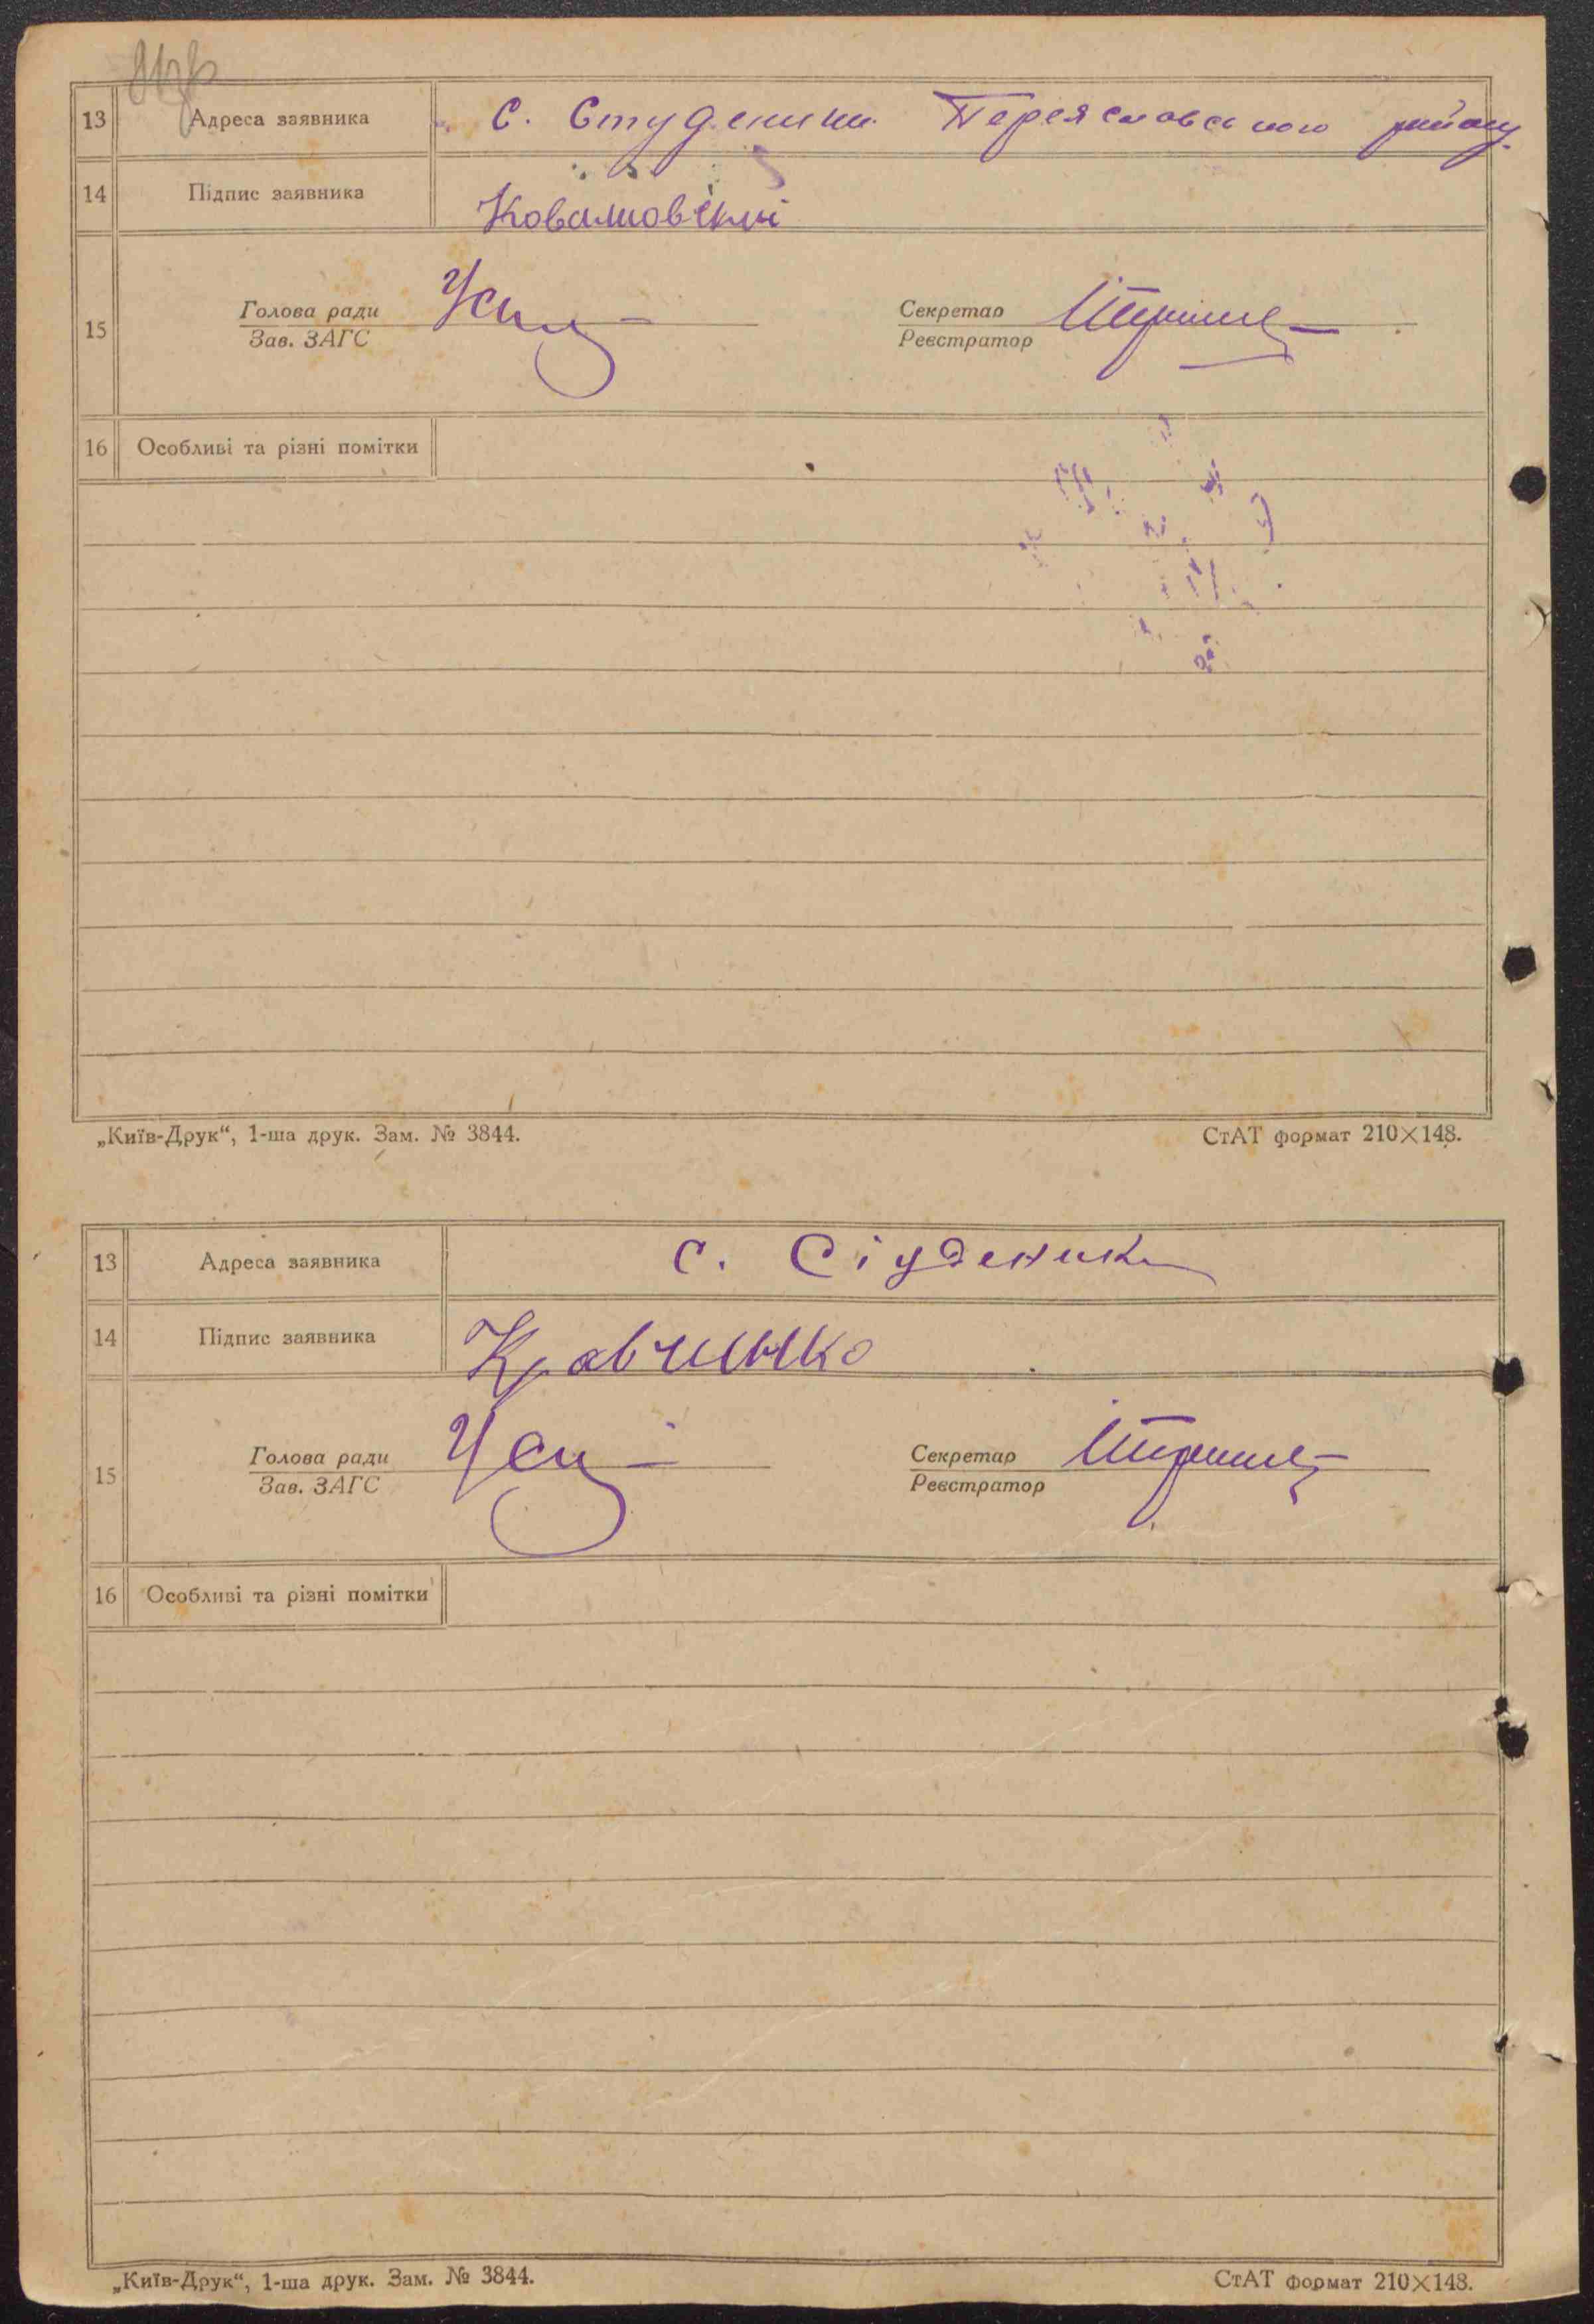 13 Адреса заявника с. Студеники Переяславського району.
14 Підпис заявника
15 Голова ради
Зав. ЗАГС
Секретар
Реєстратор
16 Особливі та різні помітки
„Київ-Друк“, 1-ша друк. Зам. № 3844.
СтАТ формат 210×148.
13 Адреса заявника с. Студеники
14 Підпис заявника Кравченко
15 Голова ради
Зав. ЗАГС
Секретар
Реєстратор
16 Особливі та різні помітки
„Київ-Друк“, 1-ша друк. Зам. № 3844.
СтАТ формат 210×148.